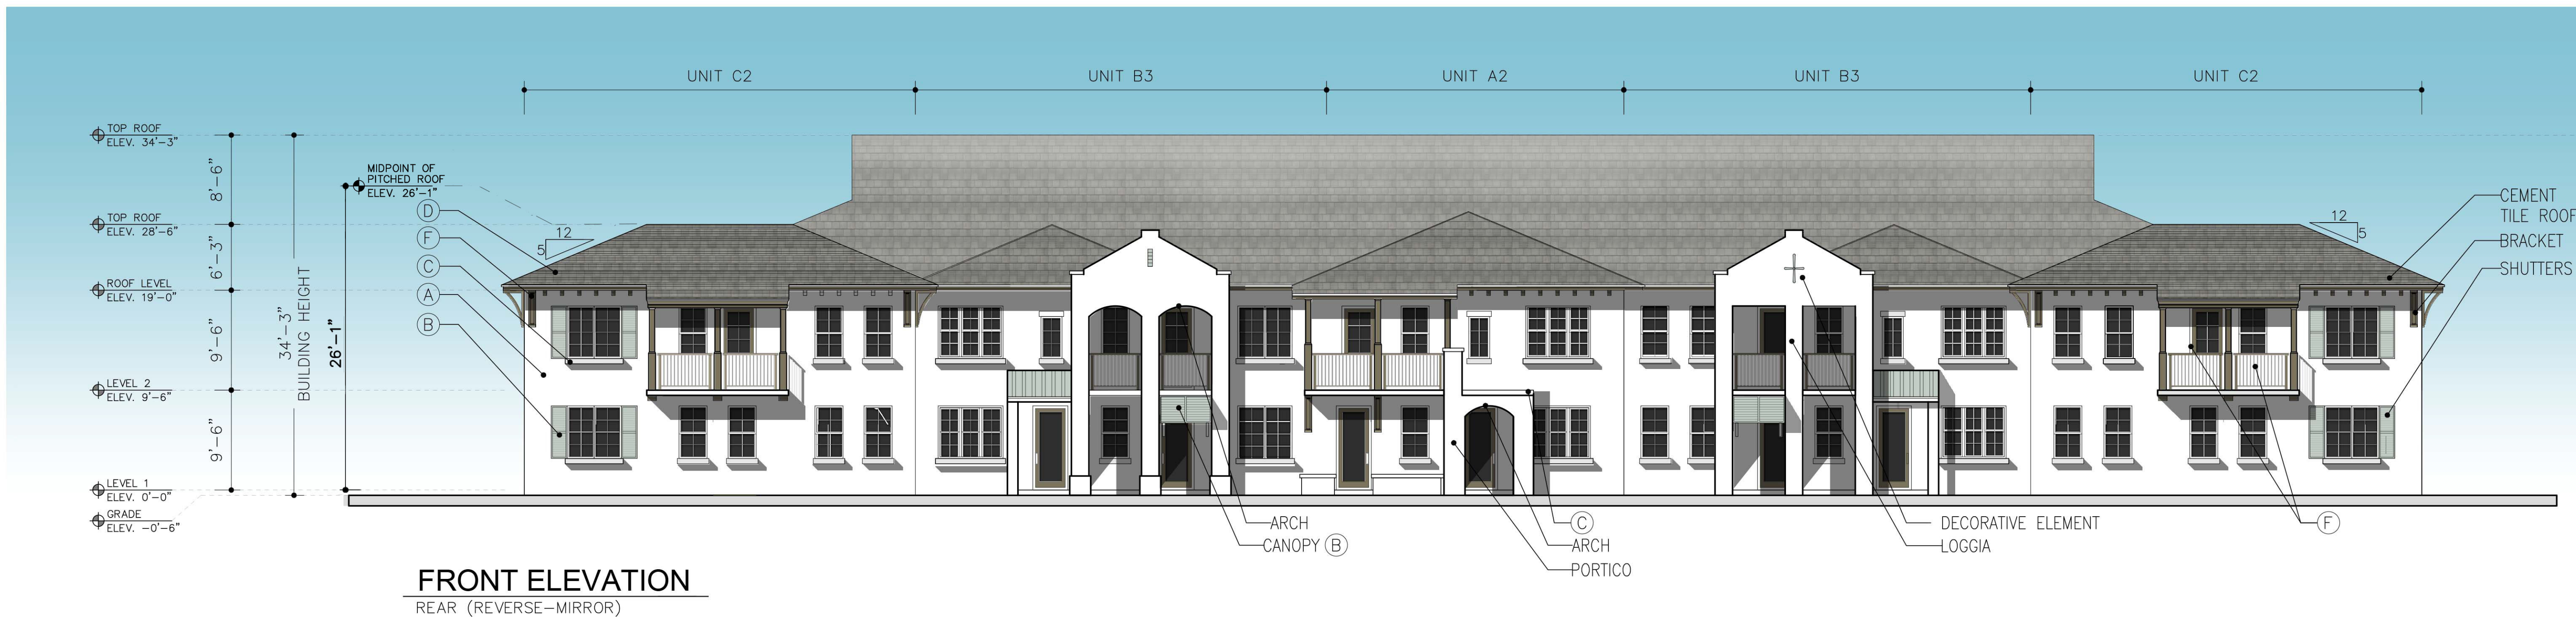 UNIT C2
UNIT B3
UNIT A2
UNIT B3
UNIT C2
TOP ROOF
ELEV. 34'-3"
8'-6"
MIDPOINT OF
PITCHED ROOF
ELEV. 26'-1"
TOP ROOF
ELEV. 28'-6"
6'-3"
ROOF LEVEL
ELEV. 19'-0"
9'-6"
LEVEL 2
ELEV. 9'-6"
9'-6"
LEVEL 1
ELEV. 0'-0"
GRADE
ELEV. -0'-6"
34'-3"
BUILDING HEIGHT
26'-1"
D
F
C
A
B
12
5
12
5
CEMENT
TILE ROOF
BRACKET
SHUTTERS
ARCH
CANOPY B
C
ARCH
PORTICO
DECORATIVE ELEMENT
LOGGIA
F
FRONT ELEVATION
REAR (REVERSE-MIRROR)